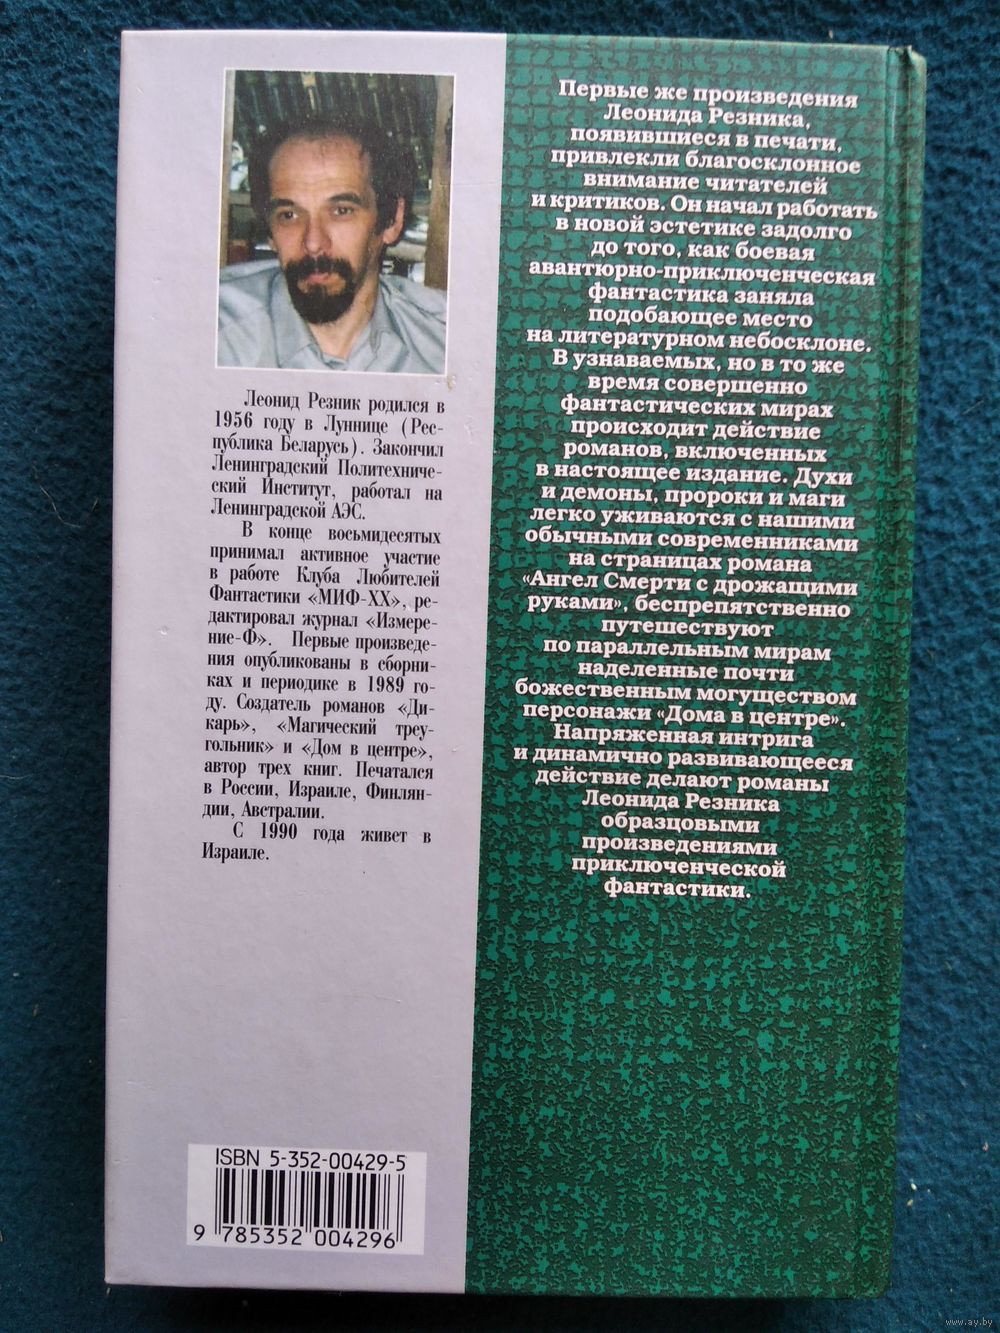 Леонид Резник родился в
1956 году в Луннице (Рес-
публика Беларусь). Закончил
Ленинградский Политехниче-
ский Институт, работал на
Ленинградской АЭС.
В конце восьмидесятых
принимал активное участие
в работе Клуба Любителей
Фантастики «МИФ-ХХ», ре-
дактировал журнал «Измере-
ние-Ф». Первые произведе-
ния опубликованы в сборни-
ках и периодике в 1989 го-
ду. Создатель романов «Ди-
карь», «Магический треу-
гольник» и «Дом в центре»,
автор трех книг. Печатался
в России, Израиле, Финлян-
дии, Австралии.
С 1990 года живет в
Израиле.
ISBN 5-352-00429-5
9 785352 004296
Первые же произведения
Леонида Резника,
появившиеся в печати,
привлекли благосклонное
внимание читателей
и критиков. Он начал работать
в новой эстетике задолго
до того, как боевая
авантюрно-приключенческая
фантастика заняла
подобающее место
на литературном небосклоне.
В узнаваемых, но в то же
время совершенно
фантастических мирах
происходит действие
романов, включенных
в настоящее издание. Духи
и демоны, пророки и маги
легко уживаются с нашими
обычными современниками
на страницах романа
«Ангел Смерти с дрожащими
руками», беспрепятственно
путешествуют
по параллельным мирам
наделенные почти
божественным могуществом
персонажи «Дома в центре».
Напряженная интрига
и динамично развивающееся
действие делают романы
Леонида Резника
образцовыми
произведениями
приключенческой
фантастики.
www.ay.by